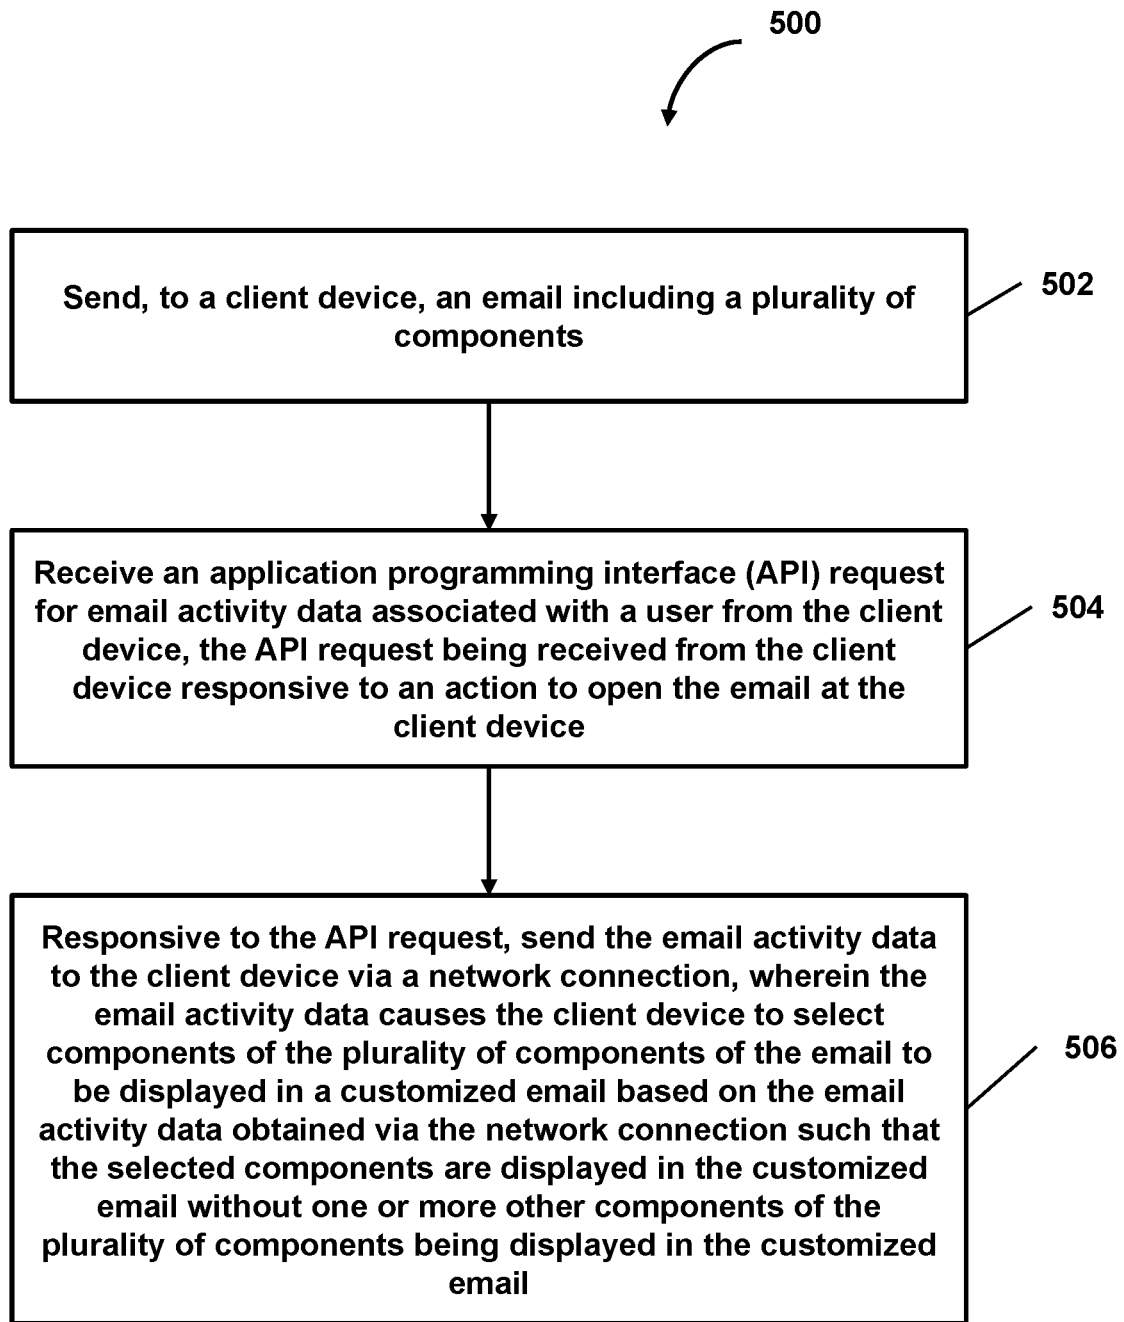 500
Send, to a client device, an email including a plurality of
components
502
Receive an application programming interface (API) request
for email activity data associated with a user from the client
device, the API request being received from the client
device responsive to an action to open the email at the
client device
504
Responsive to the API request, send the email activity data
to the client device via a network connection, wherein the
email activity data causes the client device to select
components of the plurality of components of the email to
be displayed in a customized email based on the email
activity data obtained via the network connection such that
the selected components are displayed in the customized
email without one or more other components of the
plurality of components being displayed in the customized
email
506